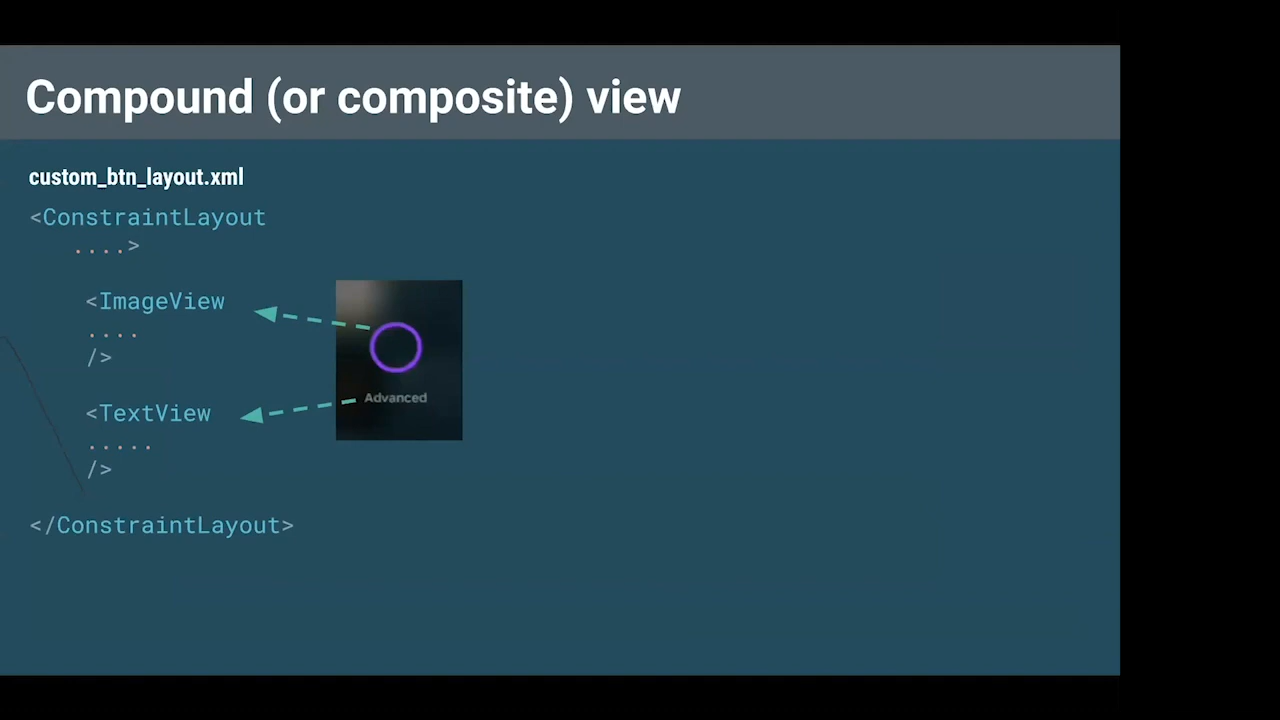 Compound (or composite) view
custom_btn_layout.xml
<ConstraintLayout
....>
<ImageView
....
/>
Advanced
<TextView
.....
/>
</ConstraintLayout>